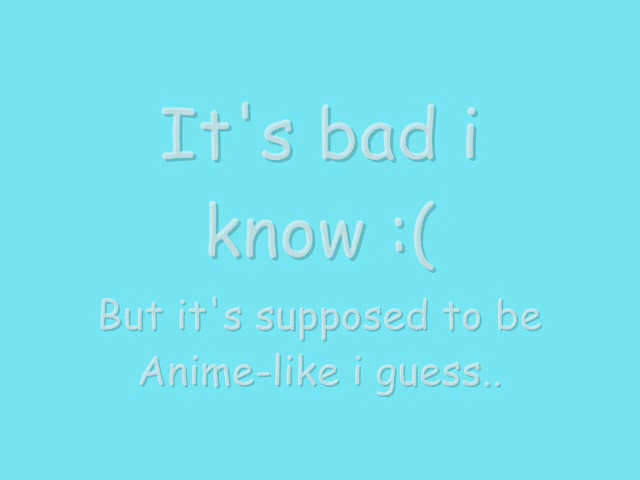 It's bad i
know :(
But it's supposed to be
Anime-like i guess..